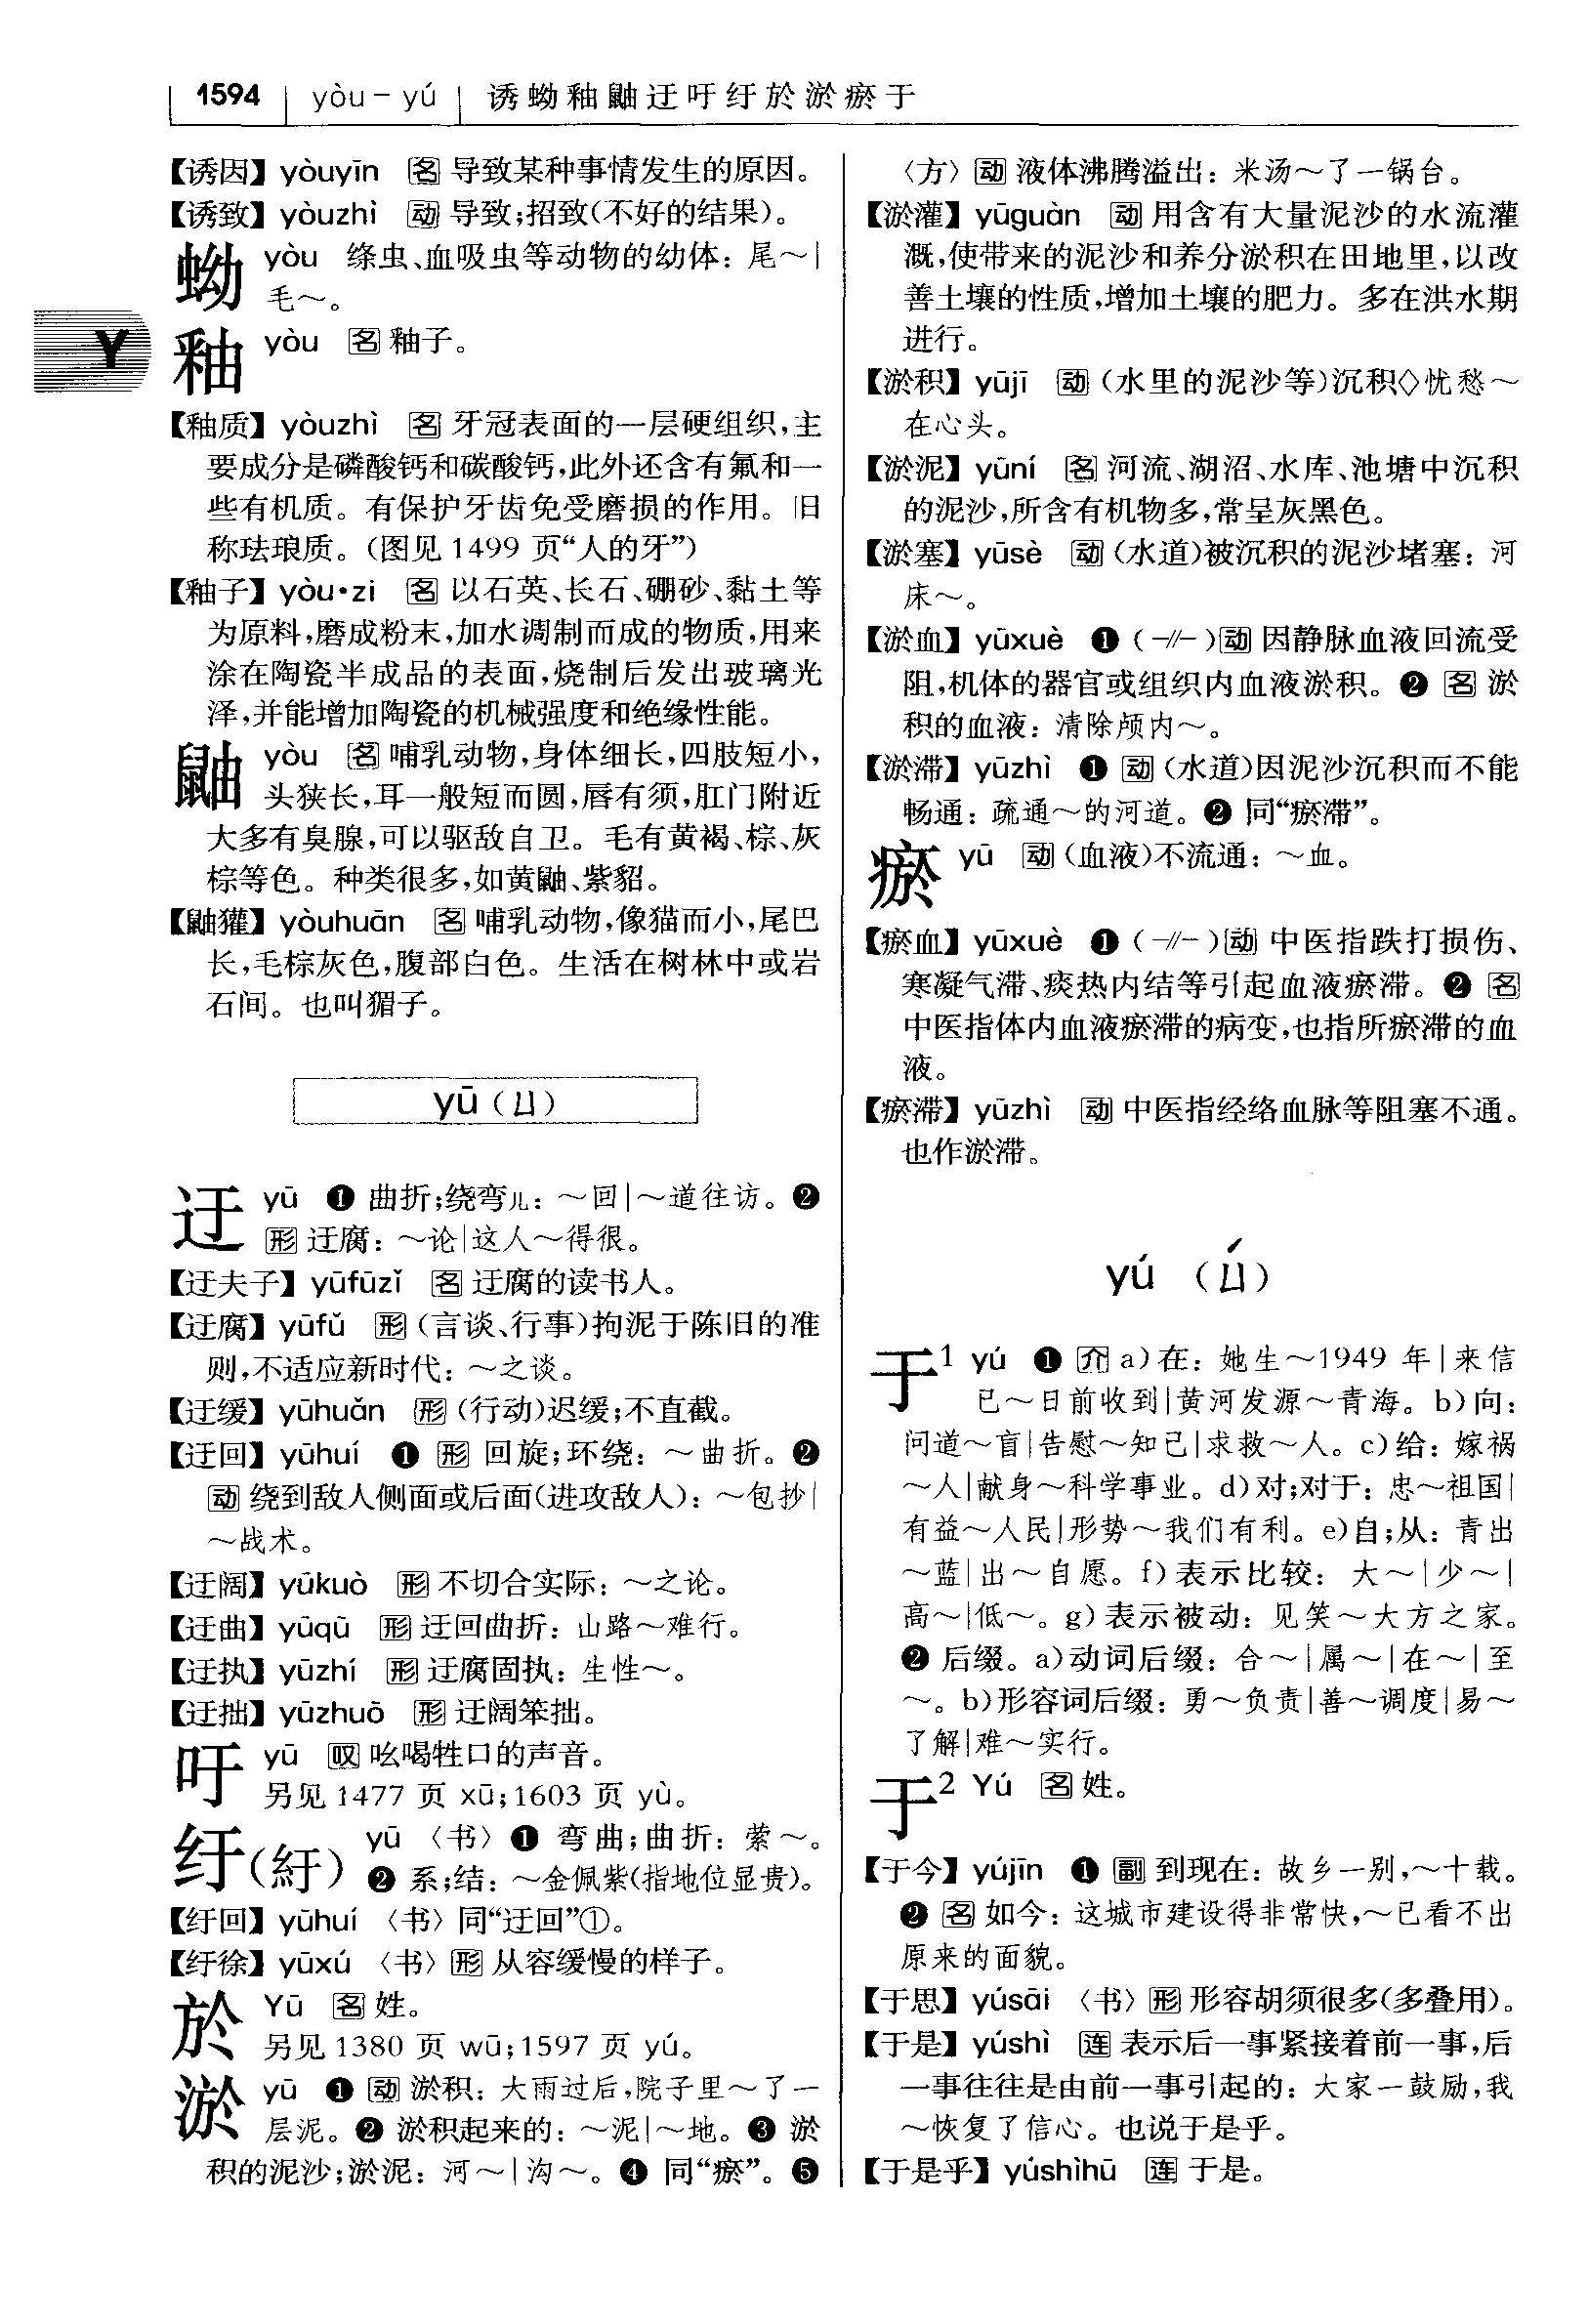 1594 yòu－yú 诱蚴釉鼬迂吁纡於淤瘀于
【诱因】 yòuyīn 名 导致某种事情发生的原因。
【诱致】 yòuzhì 动 导致;招致(不好的结果)。
蚴 yòu 绦虫、血吸虫等动物的幼体：尾～|
毛～。
Y
釉 yòu 名 釉子。
【釉质】 yòuzhì 名 牙冠表面的一层硬组织,主
要成分是磷酸钙和碳酸钙,此外还含有氟和一
些有机质。有保护牙齿免受磨损的作用。旧
称珐琅质。(图见 1499 页“人的牙”)
【釉子】 yòu·zi 名 以石英、长石、硼砂、黏土等
为原料,磨成粉末,加水调制而成的物质,用来
涂在陶瓷半成品的表面,烧制后发出玻璃光
泽,并能增加陶瓷的机械强度和绝缘性能。
鼬 yòu 名 哺乳动物,身体细长,四肢短小,
头狭长,耳一般短而圆,唇有须,肛门附近
大多有臭腺,可以驱敌自卫。毛有黄褐、棕、灰
棕等色。种类很多,如黄鼬、紫貂。
【鼬獾】 yòuhuān 名 哺乳动物,像猫而小,尾巴
长,毛棕灰色,腹部白色。生活在树林中或岩
石间。也叫猸子。
yū (ㄩ)
迂 yū ❶ 曲折;绕弯儿：～回|～道往访。❷
形 迂腐：～论|这人～得很。
【迂夫子】 yūfūzǐ 名 迂腐的读书人。
【迂腐】 yūfǔ 形 (言谈、行事)拘泥于陈旧的准
则,不适应新时代：～之谈。
【迂缓】 yūhuǎn 形 (行动)迟缓;不直截。
【迂回】 yūhuí ❶ 形 回旋;环绕：～曲折。❷
动 绕到敌人侧面或后面(进攻敌人)：～包抄|
～战术。
【迂阔】 yūkuò 形 不切合实际：～之论。
【迂曲】 yūqū 形 迂回曲折：山路～难行。
【迂执】 yūzhí 形 迂腐固执：生性～。
【迂拙】 yūzhuō 形 迂阔笨拙。
吁 yū 叹 吆喝牲口的声音。
另见 1477 页 xū;1603 页 yù。
纡(紆) yū 〈书〉❶ 弯曲;曲折：萦～。
❷ 系;结：～金佩紫(指地位显贵)。
【纡回】 yūhuí 〈书〉同“迂回”①。
【纡徐】 yūxú 〈书〉形 从容缓慢的样子。
於 Yū 名 姓。
另见 1380 页 wū;1597 页 yú。
淤 yū ❶ 动 淤积：大雨过后,院子里～了一
层泥。❷ 淤积起来的：～泥|～地。❸ 淤
积的泥沙;淤泥：河～|沟～。❹ 同“瘀”。❺
〈方〉动 液体沸腾溢出：米汤～了一锅台。
【淤灌】 yūguàn 动 用含有大量泥沙的水流灌
溉,使带来的泥沙和养分淤积在田地里,以改
善土壤的性质,增加土壤的肥力。多在洪水期
进行。
【淤积】 yūjī 动 (水里的泥沙等)沉积◇忧愁～
在心头。
【淤泥】 yūní 名 河流、湖沼、水库、池塘中沉积
的泥沙,所含有机物多,常呈灰黑色。
【淤塞】 yūsè 动 (水道)被沉积的泥沙堵塞：河
床～。
【淤血】 yūxuè ❶ (－//－)动 因静脉血液回流受
阻,机体的器官或组织内血液淤积。❷ 名 淤
积的血液：清除颅内～。
【淤滞】 yūzhì ❶ 动 (水道)因泥沙沉积而不能
畅通：疏通～的河道。❷ 同“瘀滞”。
瘀 yū 动 (血液)不流通：～血。
【瘀血】 yūxuè ❶ (－//－)动 中医指跌打损伤、
寒凝气滞、痰热内结等引起血液瘀滞。❷ 名
中医指体内血液瘀滞的病变,也指所瘀滞的血
液。
【瘀滞】 yūzhì 动 中医指经络血脉等阻塞不通。
也作淤滞。
yú (ㄩˊ)
于1 yú ❶ 介 a)在：她生～1949 年|来信
已～日前收到|黄河发源～青海。b)向：
问道～盲|告慰～知己|求救～人。c)给：嫁祸
～人|献身～科学事业。d)对;对于：忠～祖国|
有益～人民|形势～我们有利。e)自;从：青出
～蓝|出～自愿。f)表示比较：大～|少～|
高～|低～。g)表示被动：见笑～大方之家。
❷ 后缀。a)动词后缀：合～|属～|在～|至
～。b)形容词后缀：勇～负责|善～调度|易～
了解|难～实行。
于2 Yú 名 姓。
【于今】 yújīn ❶ 副 到现在：故乡一别,～十载。
❷ 名 如今：这城市建设得非常快,～已看不出
原来的面貌。
【于思】 yúsāi 〈书〉形 形容胡须很多(多叠用)。
【于是】 yúshì 连 表示后一事紧接着前一事,后
一事往往是由前一事引起的：大家一鼓励,我
～恢复了信心。也说于是乎。
【于是乎】 yúshìhū 连 于是。